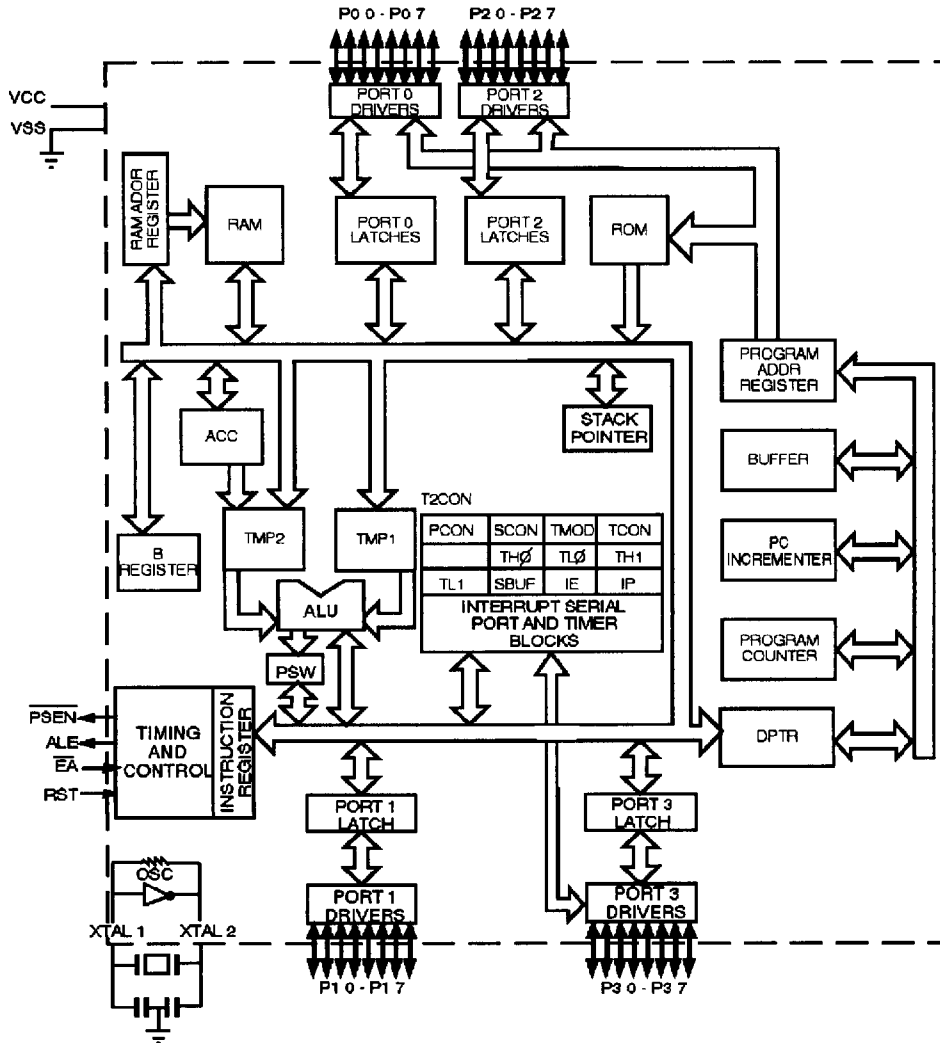 P0 0 - P0 7
P2 0 - P2 7
VCC
VSS
PORT 0
DRIVERS
PORT 2
DRIVERS
RAM ADDR
REGISTER
RAM
PORT 0
LATCHES
PORT 2
LATCHES
ROM
PROGRAM
ADDR
REGISTER
ACC
STACK
POINTER
BUFFER
T2CON
PCON SCON TMOD TCON
THØ TLØ TH1
TL1 SBUF IE IP
INTERRUPT SERIAL
PORT AND TIMER
BLOCKS
B
REGISTER
TMP2
TMP1
ALU
PSW
PC
INCREMENTER
PROGRAM
COUNTER
DPTR
PSEN
ALE
EA
RST
TIMING
AND
CONTROL
INSTRUCTION
REGISTER
PORT 1
LATCH
PORT 3
LATCH
OSC
XTAL 1
XTAL 2
PORT 1
DRIVERS
PORT 3
DRIVERS
P1 0 - P1 7
P3 0 - P3 7